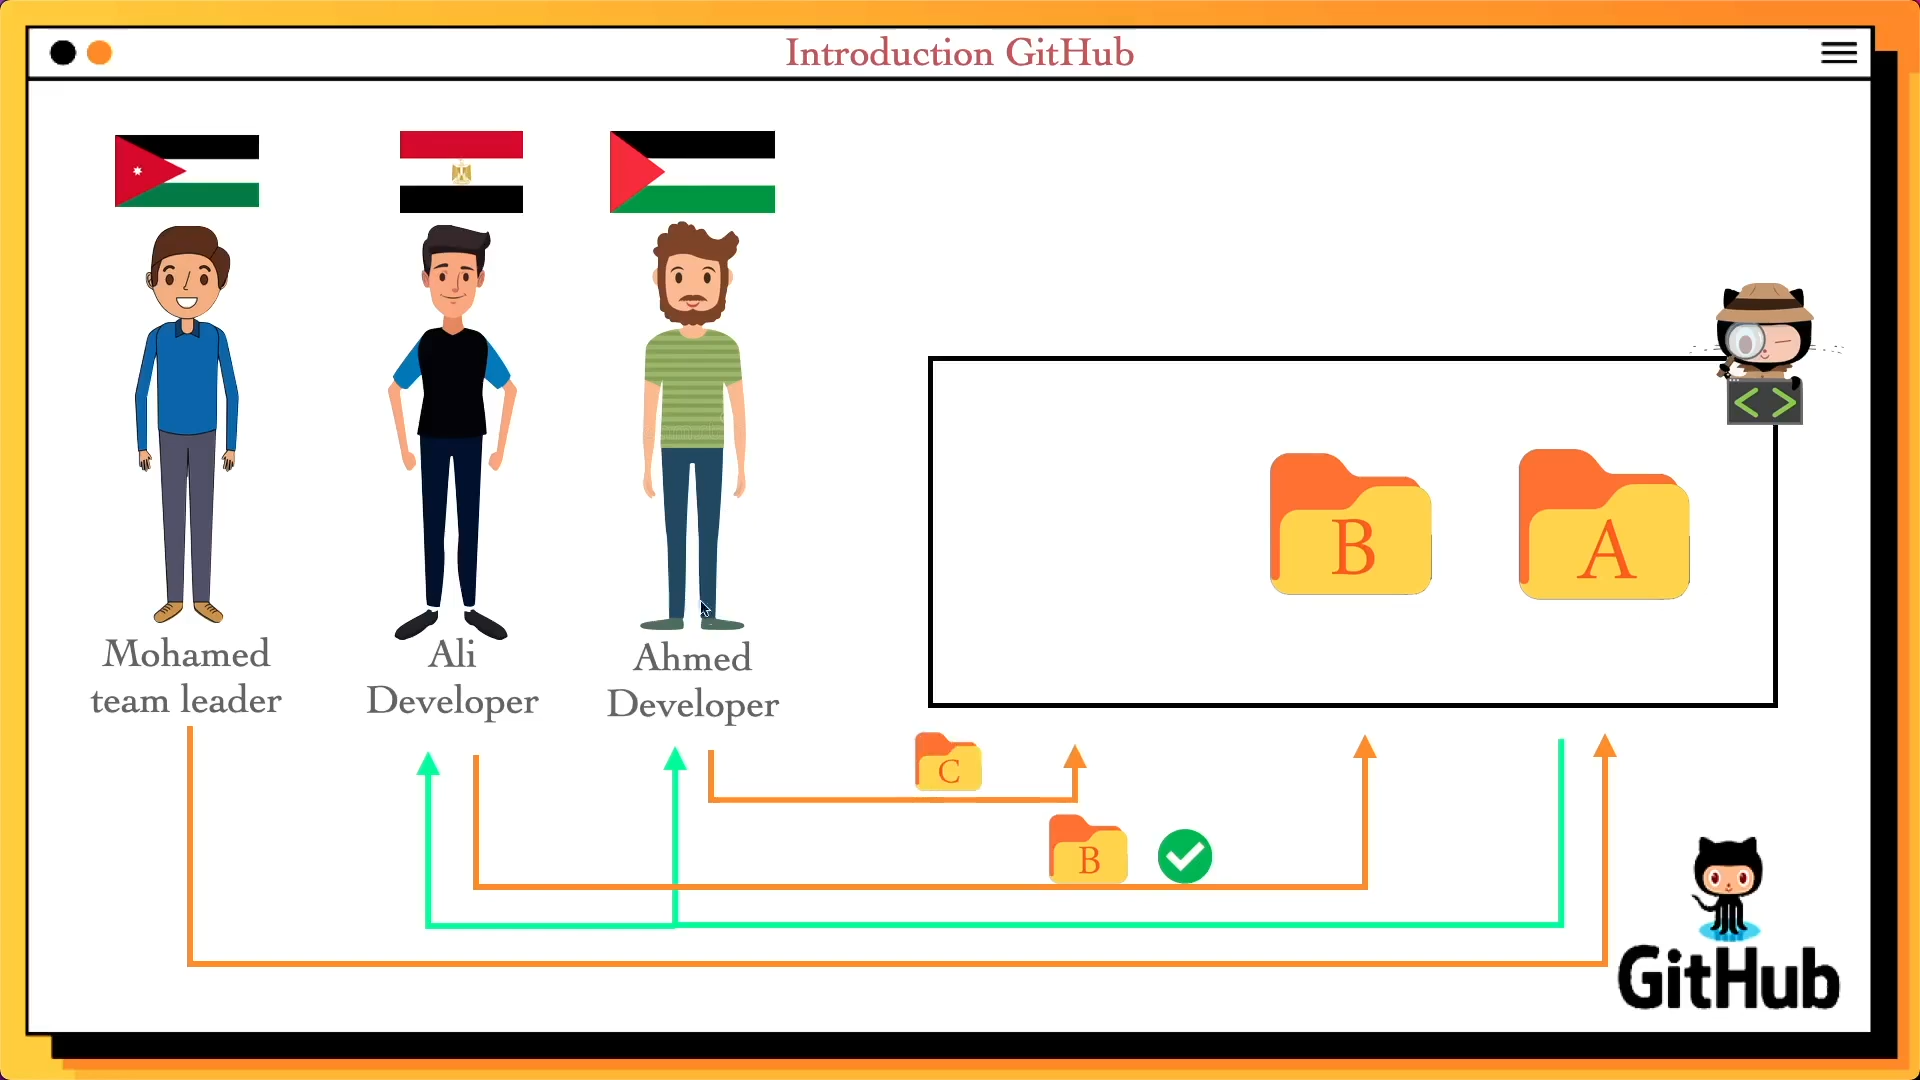 Introduction GitHub
Mohamed
team leader
Ali
Developer
Ahmed
Developer
B
A
< >
C
B
GitHub